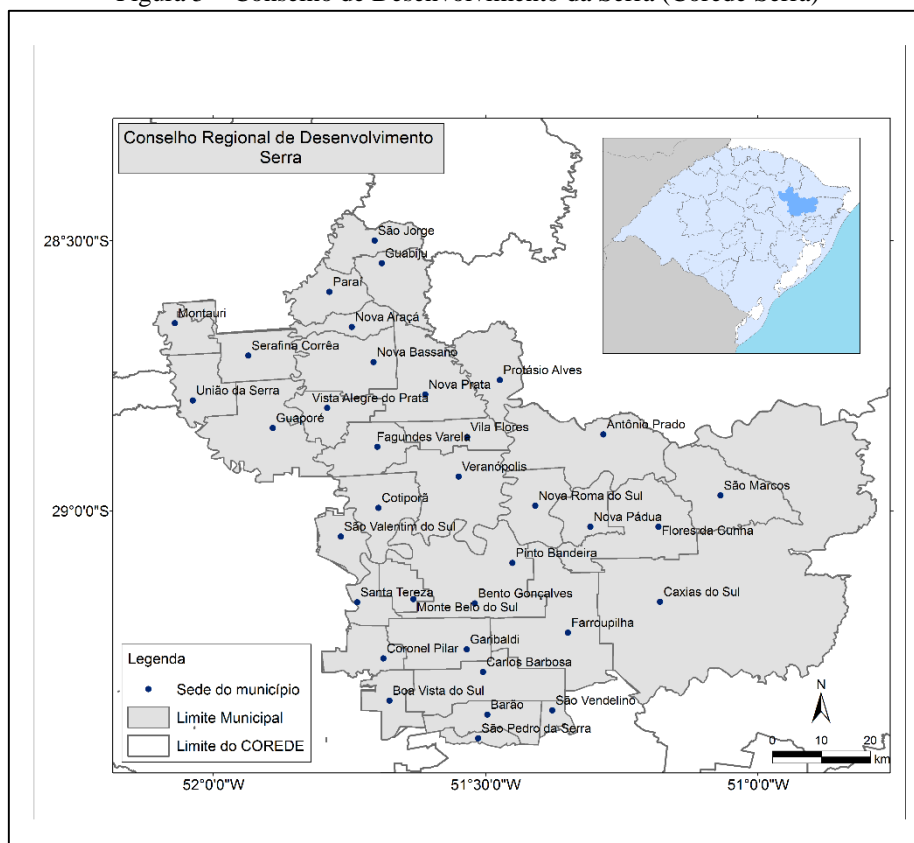 Figura 3 – Conselho de Desenvolvimento da Serra (Corede Serra)
Conselho Regional de Desenvolvimento
Serra
28°30'0"S
29°0'0"S
São Jorge
Guabiju
Paraí
Nova Araçá
Montauri
Serafina Corrêa
Nova Bassano
Protásio Alves
União da Serra
Nova Prata
Vista Alegre do Prata
Guaporé
Vila Flores
Fagundes Varela
Antônio Prado
Veranópolis
São Marcos
Cotiporã
Nova Roma do Sul
Nova Pádua
Flores da Cunha
São Valentim do Sul
Pinto Bandeira
Santa Tereza
Monte Belo do Sul
Bento Gonçalves
Caxias do Sul
Farroupilha
Garibaldi
Coronel Pilar
Carlos Barbosa
Boa Vista do Sul
Barão
São Vendelino
São Pedro da Serra
Legenda
Sede do município
Limite Municipal
Limite do COREDE
N
0 10 20
km
52°0'0"W 51°30'0"W 51°0'0"W